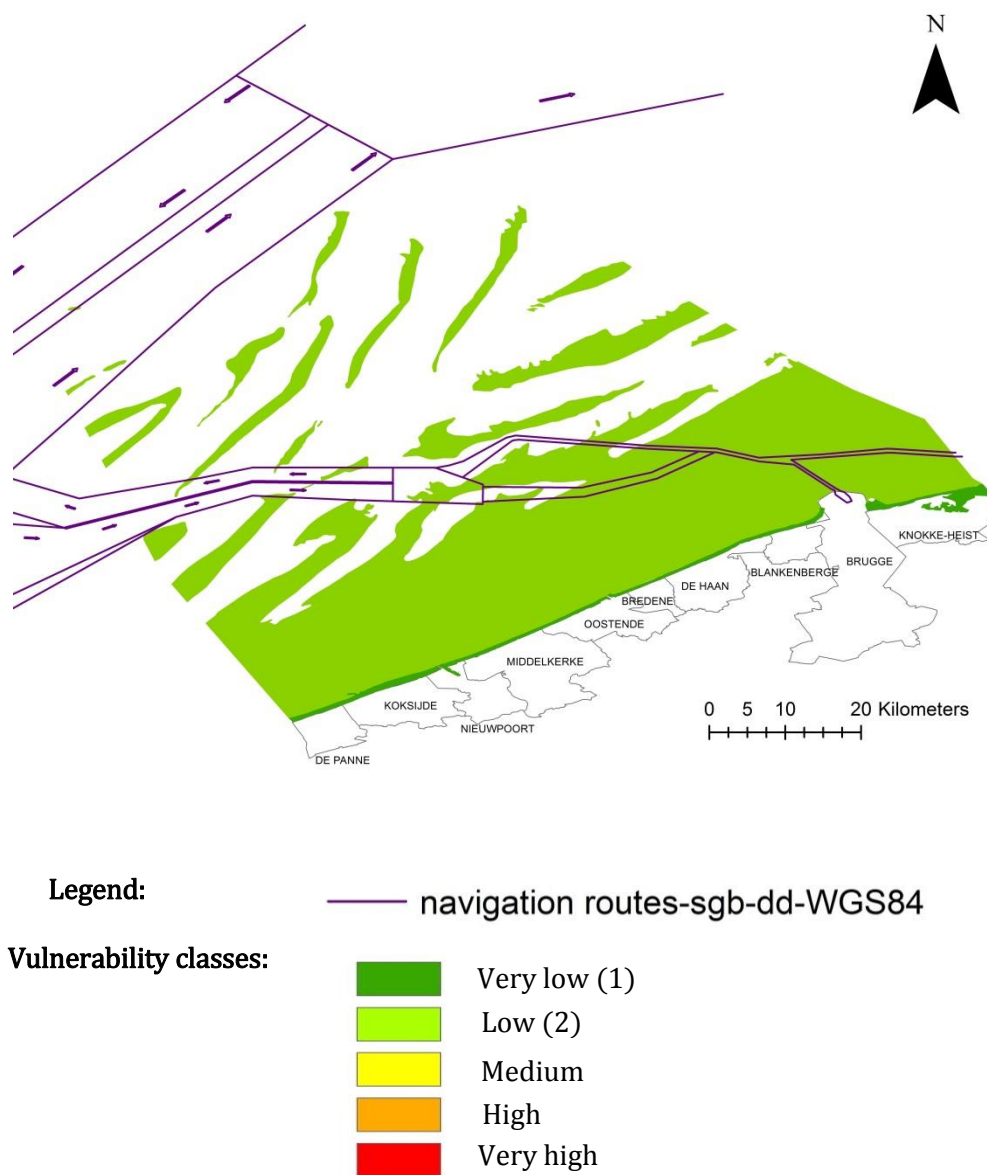 N
KNOKKE-HEIST
BRUGGE
BLANKENBERGE
DE HAAN
BREDENE
OOSTENDE
MIDDELKERKE
KOKSIJDE
NIEUWPOORT
DE PANNE
0 5 10 20 Kilometers
Legend:
navigation routes-sgb-dd-WGS84
Vulnerability classes:
Very low (1)
Low (2)
Medium
High
Very high